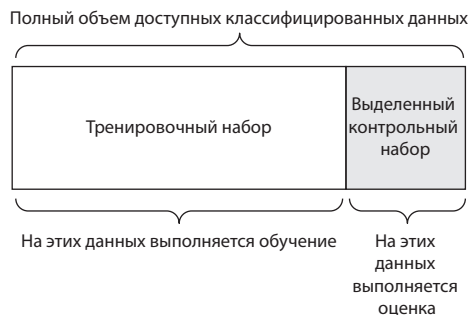 Полный объем доступных классифицированных данных
Тренировочный набор
Выделенный
контрольный
набор
На этих данных выполняется обучение
На этих
данных
выполняется
оценка